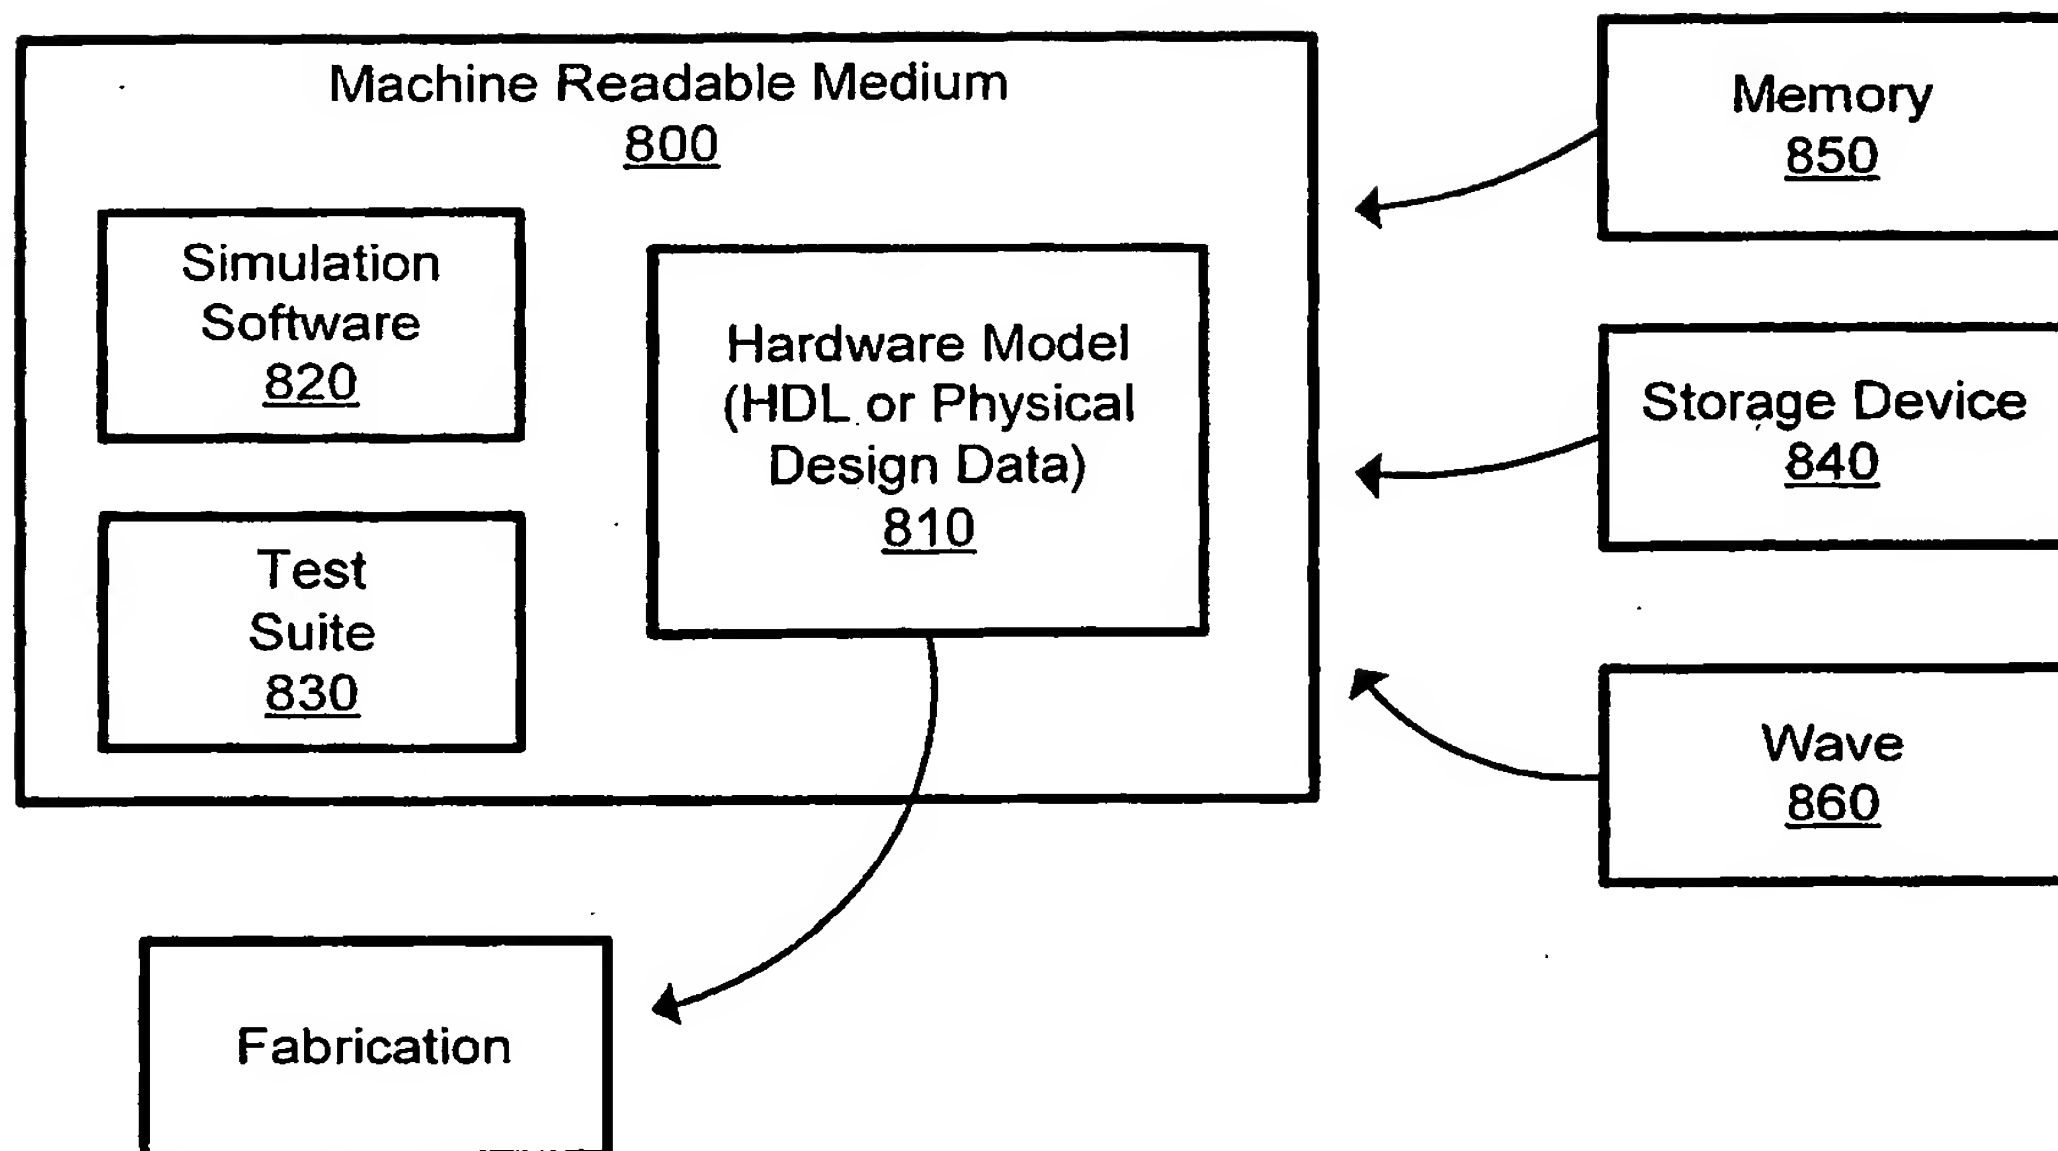 Machine Readable Medium
800
Simulation
Software
820
Test
Suite
830
Hardware Model
(HDL or Physical
Design Data)
810
Memory
850
Storage Device
840
Wave
860
Fabrication